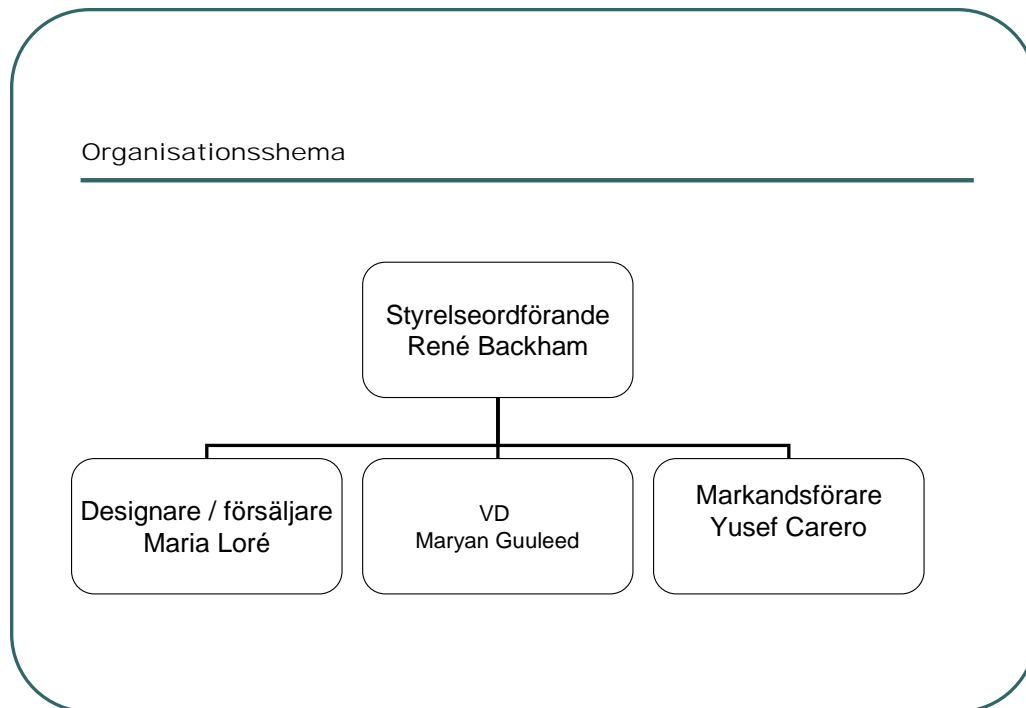 Organisationsshema
Styrelseordförande
René Backham
Designare / försäljare
Maria Loré
VD
Maryan Guuleed
Markandsförare
Yusef Carero